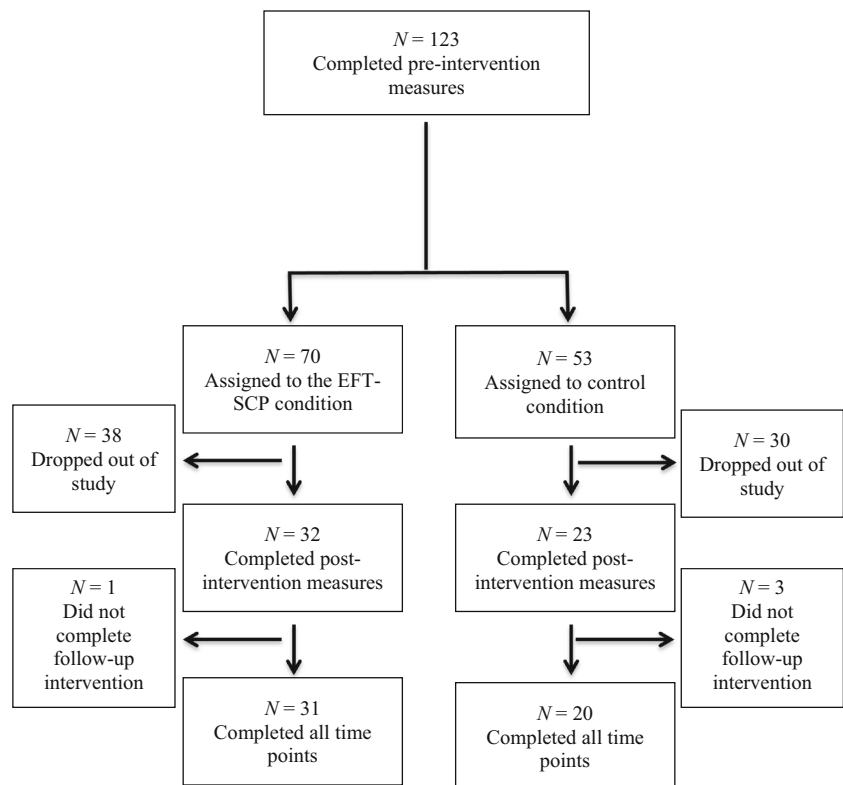 N = 123
Completed pre-intervention
measures
N = 70
Assigned to the EFT-
SCP condition
N = 53
Assigned to control
condition
N = 38
Dropped out of
study
N = 30
Dropped out of
study
N = 32
Completed post-
intervention measures
N = 23
Completed post-
intervention measures
N = 1
Did not
complete
follow-up
intervention
N = 3
Did not
complete
follow-up
intervention
N = 31
Completed all time
points
N = 20
Completed all time
points